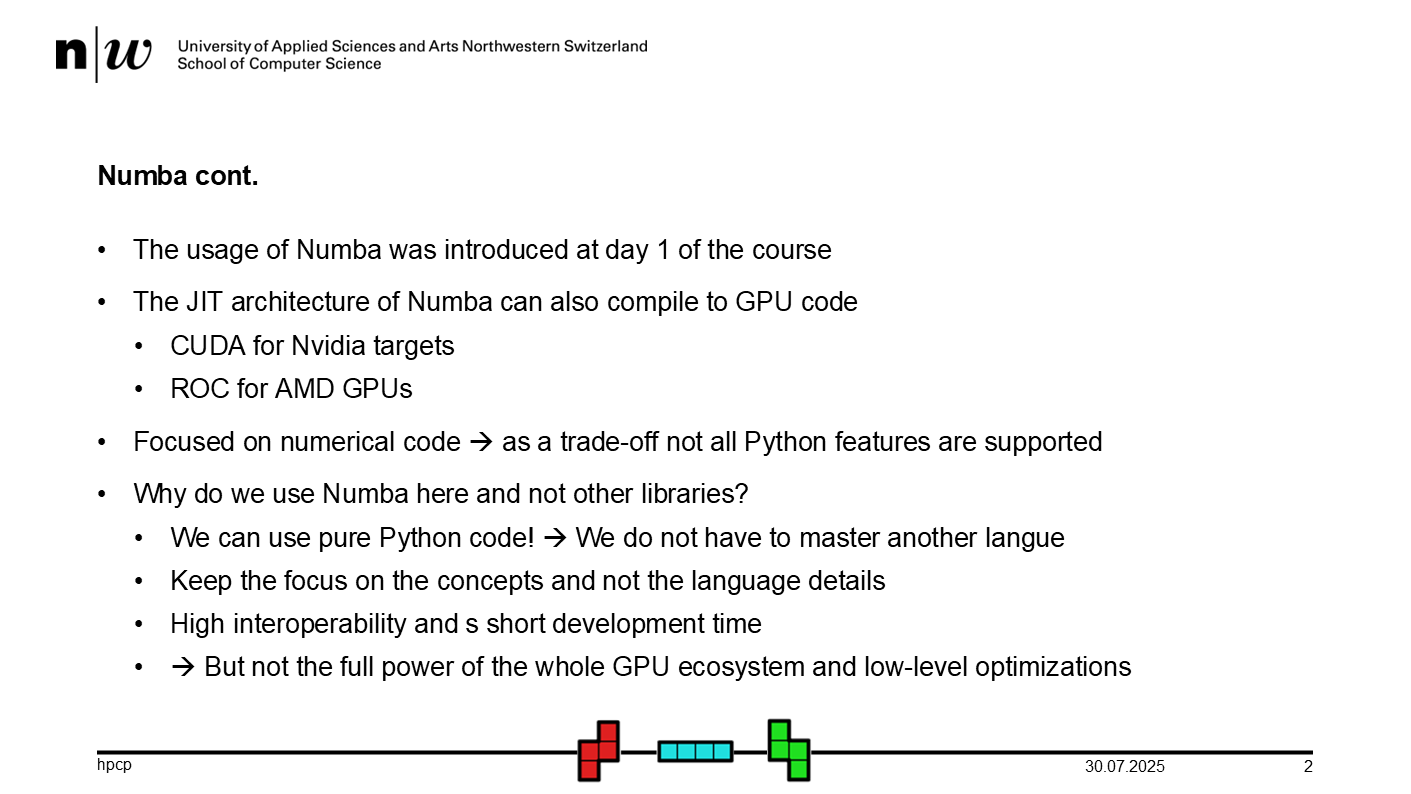 n|w University of Applied Sciences and Arts Northwestern Switzerland
School of Computer Science
Numba cont.
• The usage of Numba was introduced at day 1 of the course
• The JIT architecture of Numba can also compile to GPU code
• CUDA for Nvidia targets
• ROC for AMD GPUs
• Focused on numerical code → as a trade-off not all Python features are supported
• Why do we use Numba here and not other libraries?
• We can use pure Python code! → We do not have to master another langue
• Keep the focus on the concepts and not the language details
• High interoperability and s short development time
• → But not the full power of the whole GPU ecosystem and low-level optimizations
hpcp 30.07.2025 2